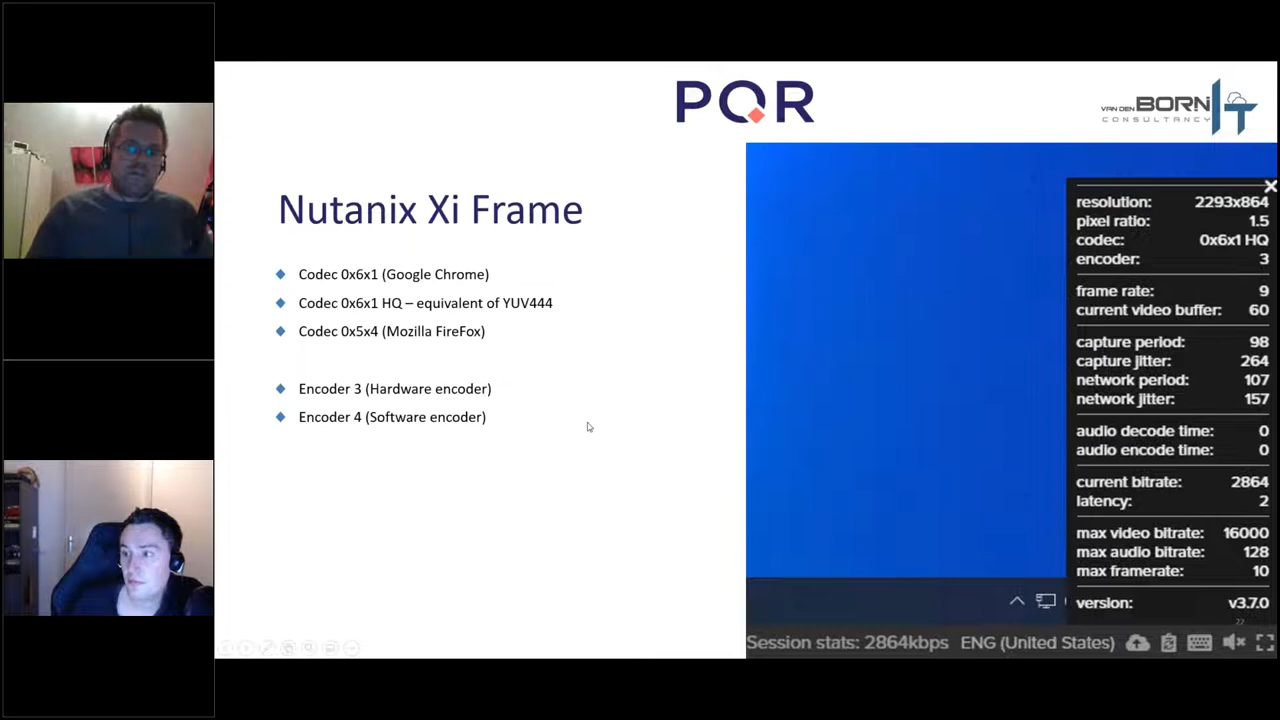 PQR
VAN DEN BORN IT
CONSULTANCY
Nutanix Xi Frame
Codec 0x6x1 (Google Chrome)
Codec 0x6x1 HQ – equivalent of YUV444
Codec 0x5x4 (Mozilla FireFox)
Encoder 3 (Hardware encoder)
Encoder 4 (Software encoder)
resolution: 2293x864
pixel ratio: 1.5
codec: 0x6x1 HQ
encoder: 3
frame rate: 9
current video buffer: 60
capture period: 98
capture jitter: 264
network period: 107
network jitter: 157
audio decode time: 0
audio encode time: 0
current bitrate: 2864
latency: 2
max video bitrate: 16000
max audio bitrate: 128
max framerate: 10
version: v3.7.0
22
Session stats: 2864kbps ENG (United States)